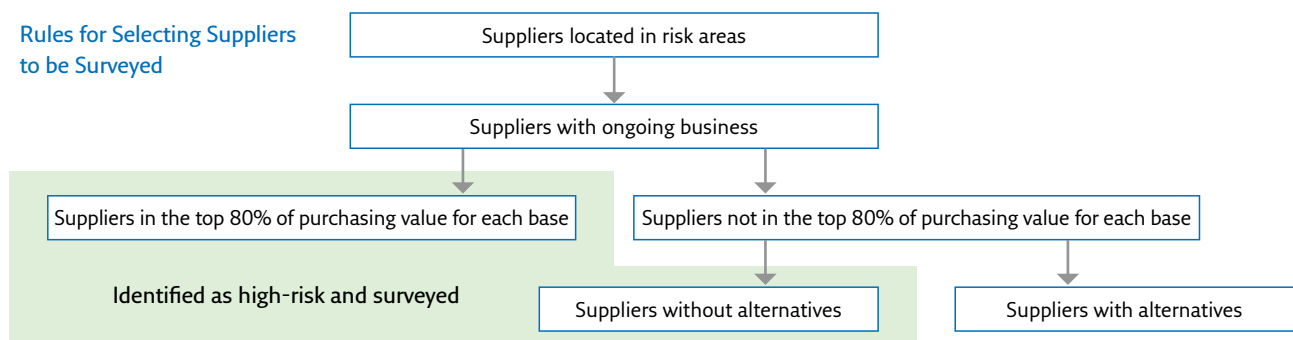 Rules for Selecting Suppliers
to be Surveyed
Suppliers located in risk areas
Suppliers with ongoing business
Suppliers in the top 80% of purchasing value for each base
Suppliers not in the top 80% of purchasing value for each base
Identified as high-risk and surveyed
Suppliers without alternatives
Suppliers with alternatives